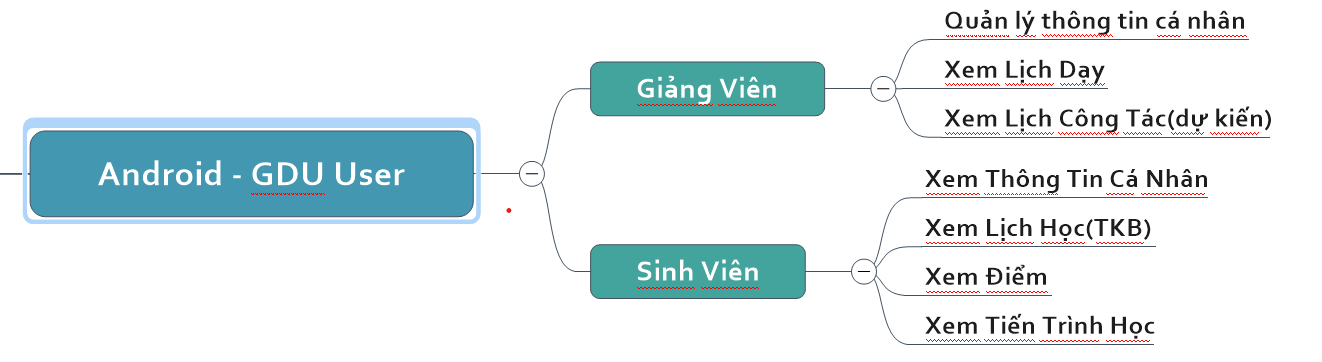 Android - GDU User
Giảng Viên
Quản lý thông tin cá nhân
Xem Lịch Dạy
Xem Lịch Công Tác(dự kiến)
Sinh Viên
Xem Thông Tin Cá Nhân
Xem Lịch Học(TKB)
Xem Điểm
Xem Tiến Trình Học